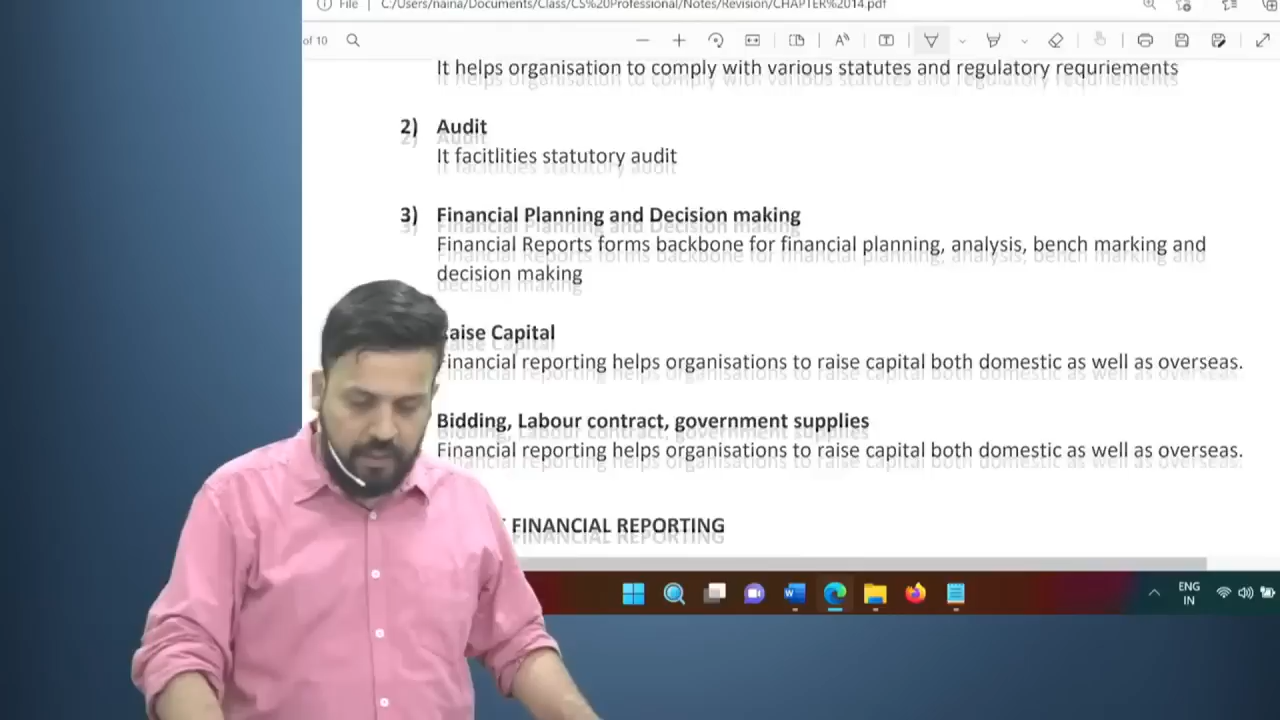 File | C:/Users/naina/Documents/Class/CS%20Professional/Notes/Revision/CHAPTER%2014.pdf
of 10
It helps organisation to comply with various statutes and regulatory requriements
2) Audit
It facitlities statutory audit
3) Financial Planning and Decision making
Financial Reports forms backbone for financial planning, analysis, bench marking and
decision making
Raise Capital
Financial reporting helps organisations to raise capital both domestic as well as overseas.
Bidding, Labour contract, government supplies
Financial reporting helps organisations to raise capital both domestic as well as overseas.
FINANCIAL REPORTING
ENG
IN